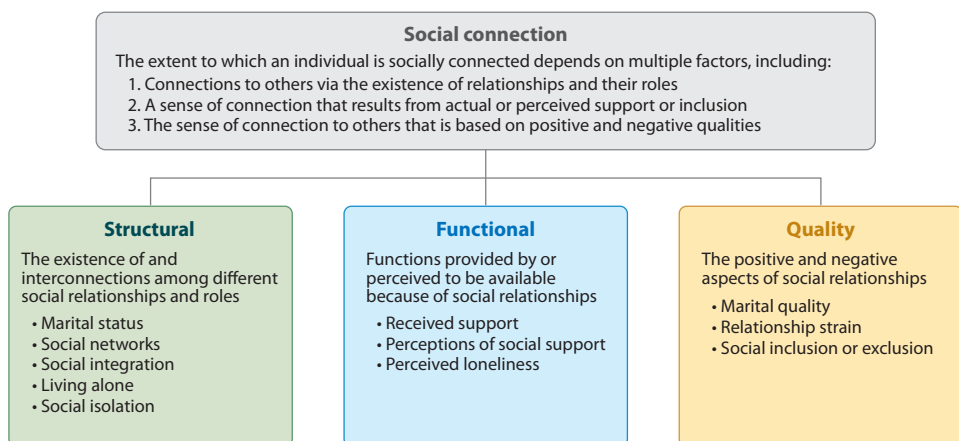 Social connection
The extent to which an individual is socially connected depends on multiple factors, including:
1. Connections to others via the existence of relationships and their roles
2. A sense of connection that results from actual or perceived support or inclusion
3. The sense of connection to others that is based on positive and negative qualities
Structural
The existence of and
interconnections among different
social relationships and roles
• Marital status
• Social networks
• Social integration
• Living alone
• Social isolation
Functional
Functions provided by or
perceived to be available
because of social relationships
• Received support
• Perceptions of social support
• Perceived loneliness
Quality
The positive and negative
aspects of social relationships
• Marital quality
• Relationship strain
• Social inclusion or exclusion